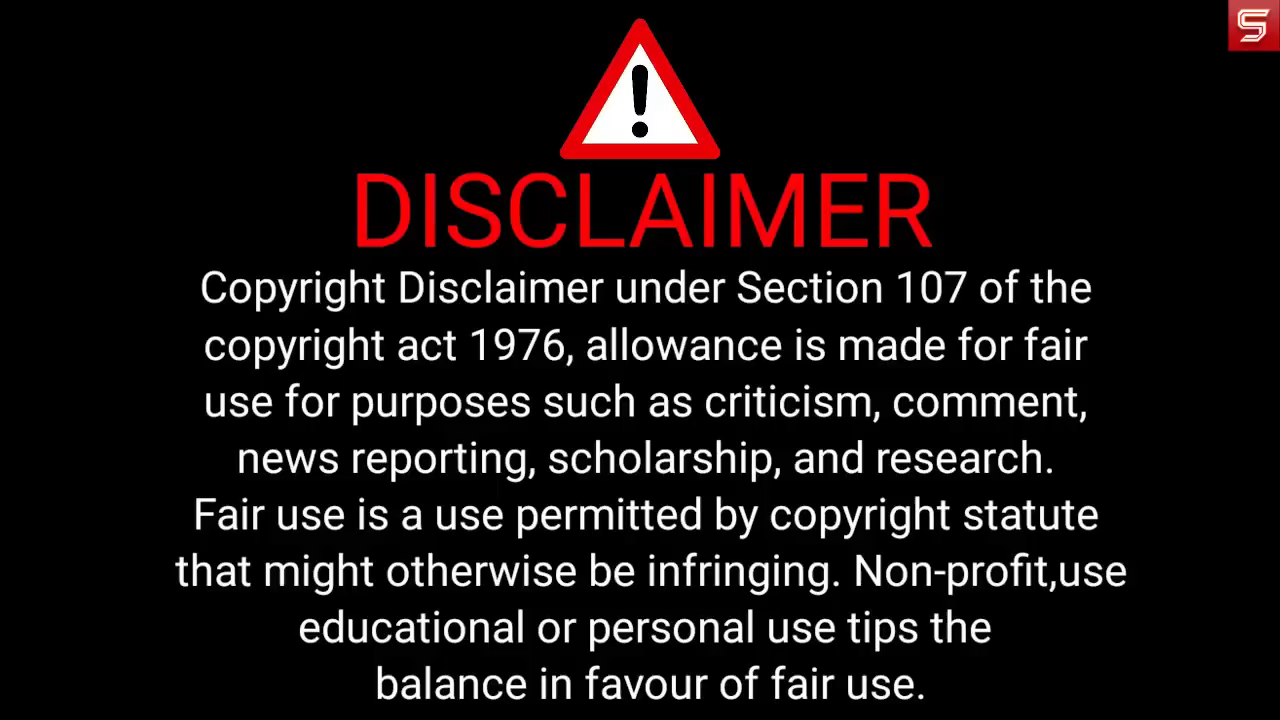 S
DISCLAIMER
Copyright Disclaimer under Section 107 of the
copyright act 1976, allowance is made for fair
use for purposes such as criticism, comment,
news reporting, scholarship, and research.
Fair use is a use permitted by copyright statute
that might otherwise be infringing. Non-profit,use
educational or personal use tips the
balance in favour of fair use.